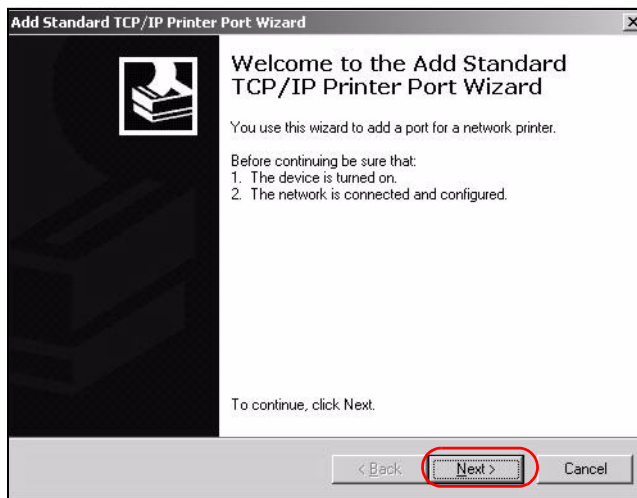 Add Standard TCP/IP Printer Port Wizard
Welcome to the Add Standard
TCP/IP Printer Port Wizard
You use this wizard to add a port for a network printer.
Before continuing be sure that:
1. The device is turned on.
2. The network is connected and configured.
To continue, click Next.
< Back
Next >
Cancel